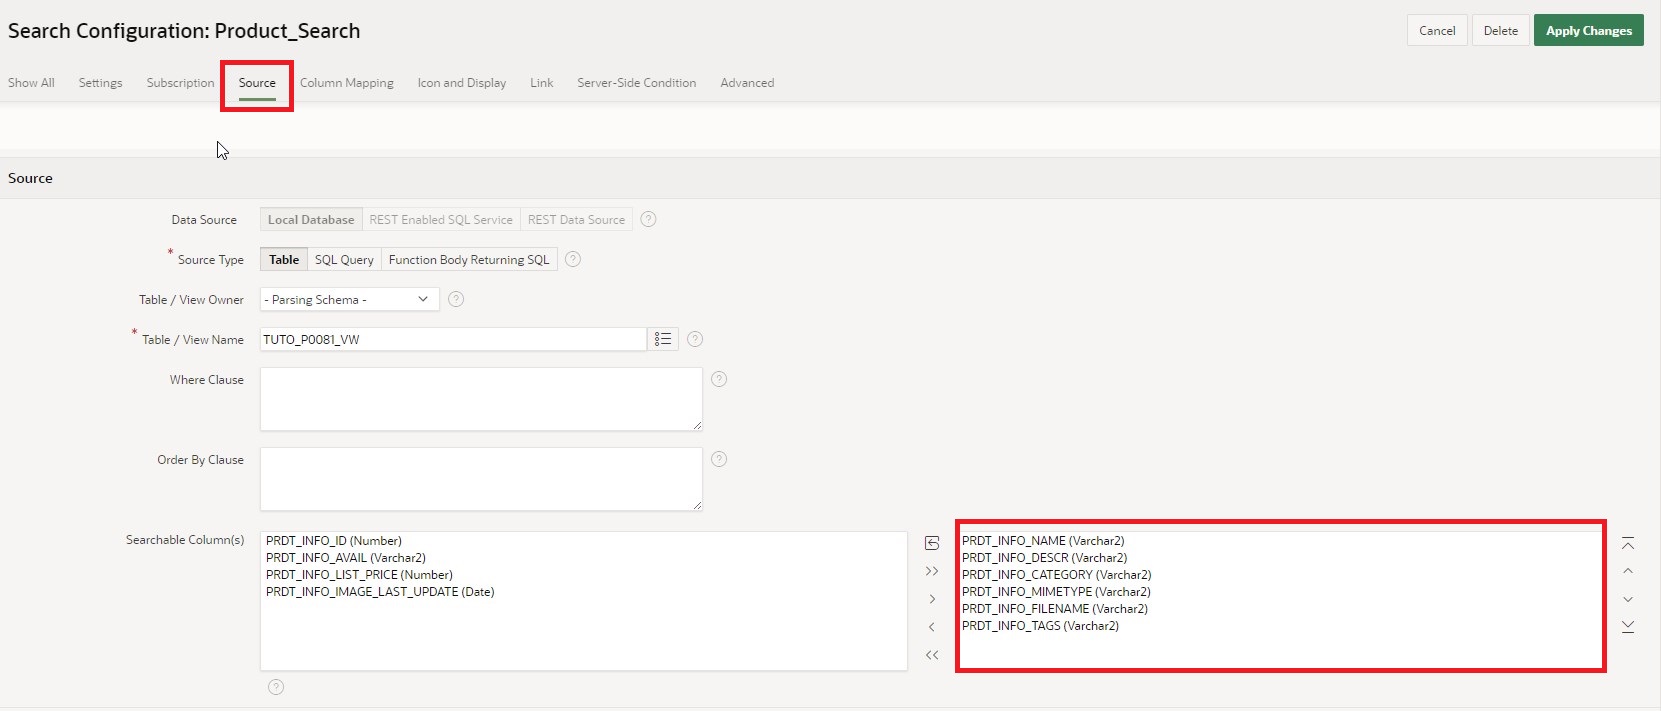 Search Configuration: Product_Search
Cancel
Delete
Apply Changes
Show All
Settings
Subscription
Source
Column Mapping
Icon and Display
Link
Server-Side Condition
Advanced
Source
Data Source
Local Database
REST Enabled SQL Service
REST Data Source
?
* Source Type
Table
SQL Query
Function Body Returning SQL
?
Table / View Owner
- Parsing Schema -
?
* Table / View Name
TUTO_P0081_VW
?
Where Clause
?
Order By Clause
?
Searchable Column(s)
PRDT_INFO_ID (Number)
PRDT_INFO_AVAIL (Varchar2)
PRDT_INFO_LIST_PRICE (Number)
PRDT_INFO_IMAGE_LAST_UPDATE (Date)
PRDT_INFO_NAME (Varchar2)
PRDT_INFO_DESCR (Varchar2)
PRDT_INFO_CATEGORY (Varchar2)
PRDT_INFO_MIMETYPE (Varchar2)
PRDT_INFO_FILENAME (Varchar2)
PRDT_INFO_TAGS (Varchar2)
?